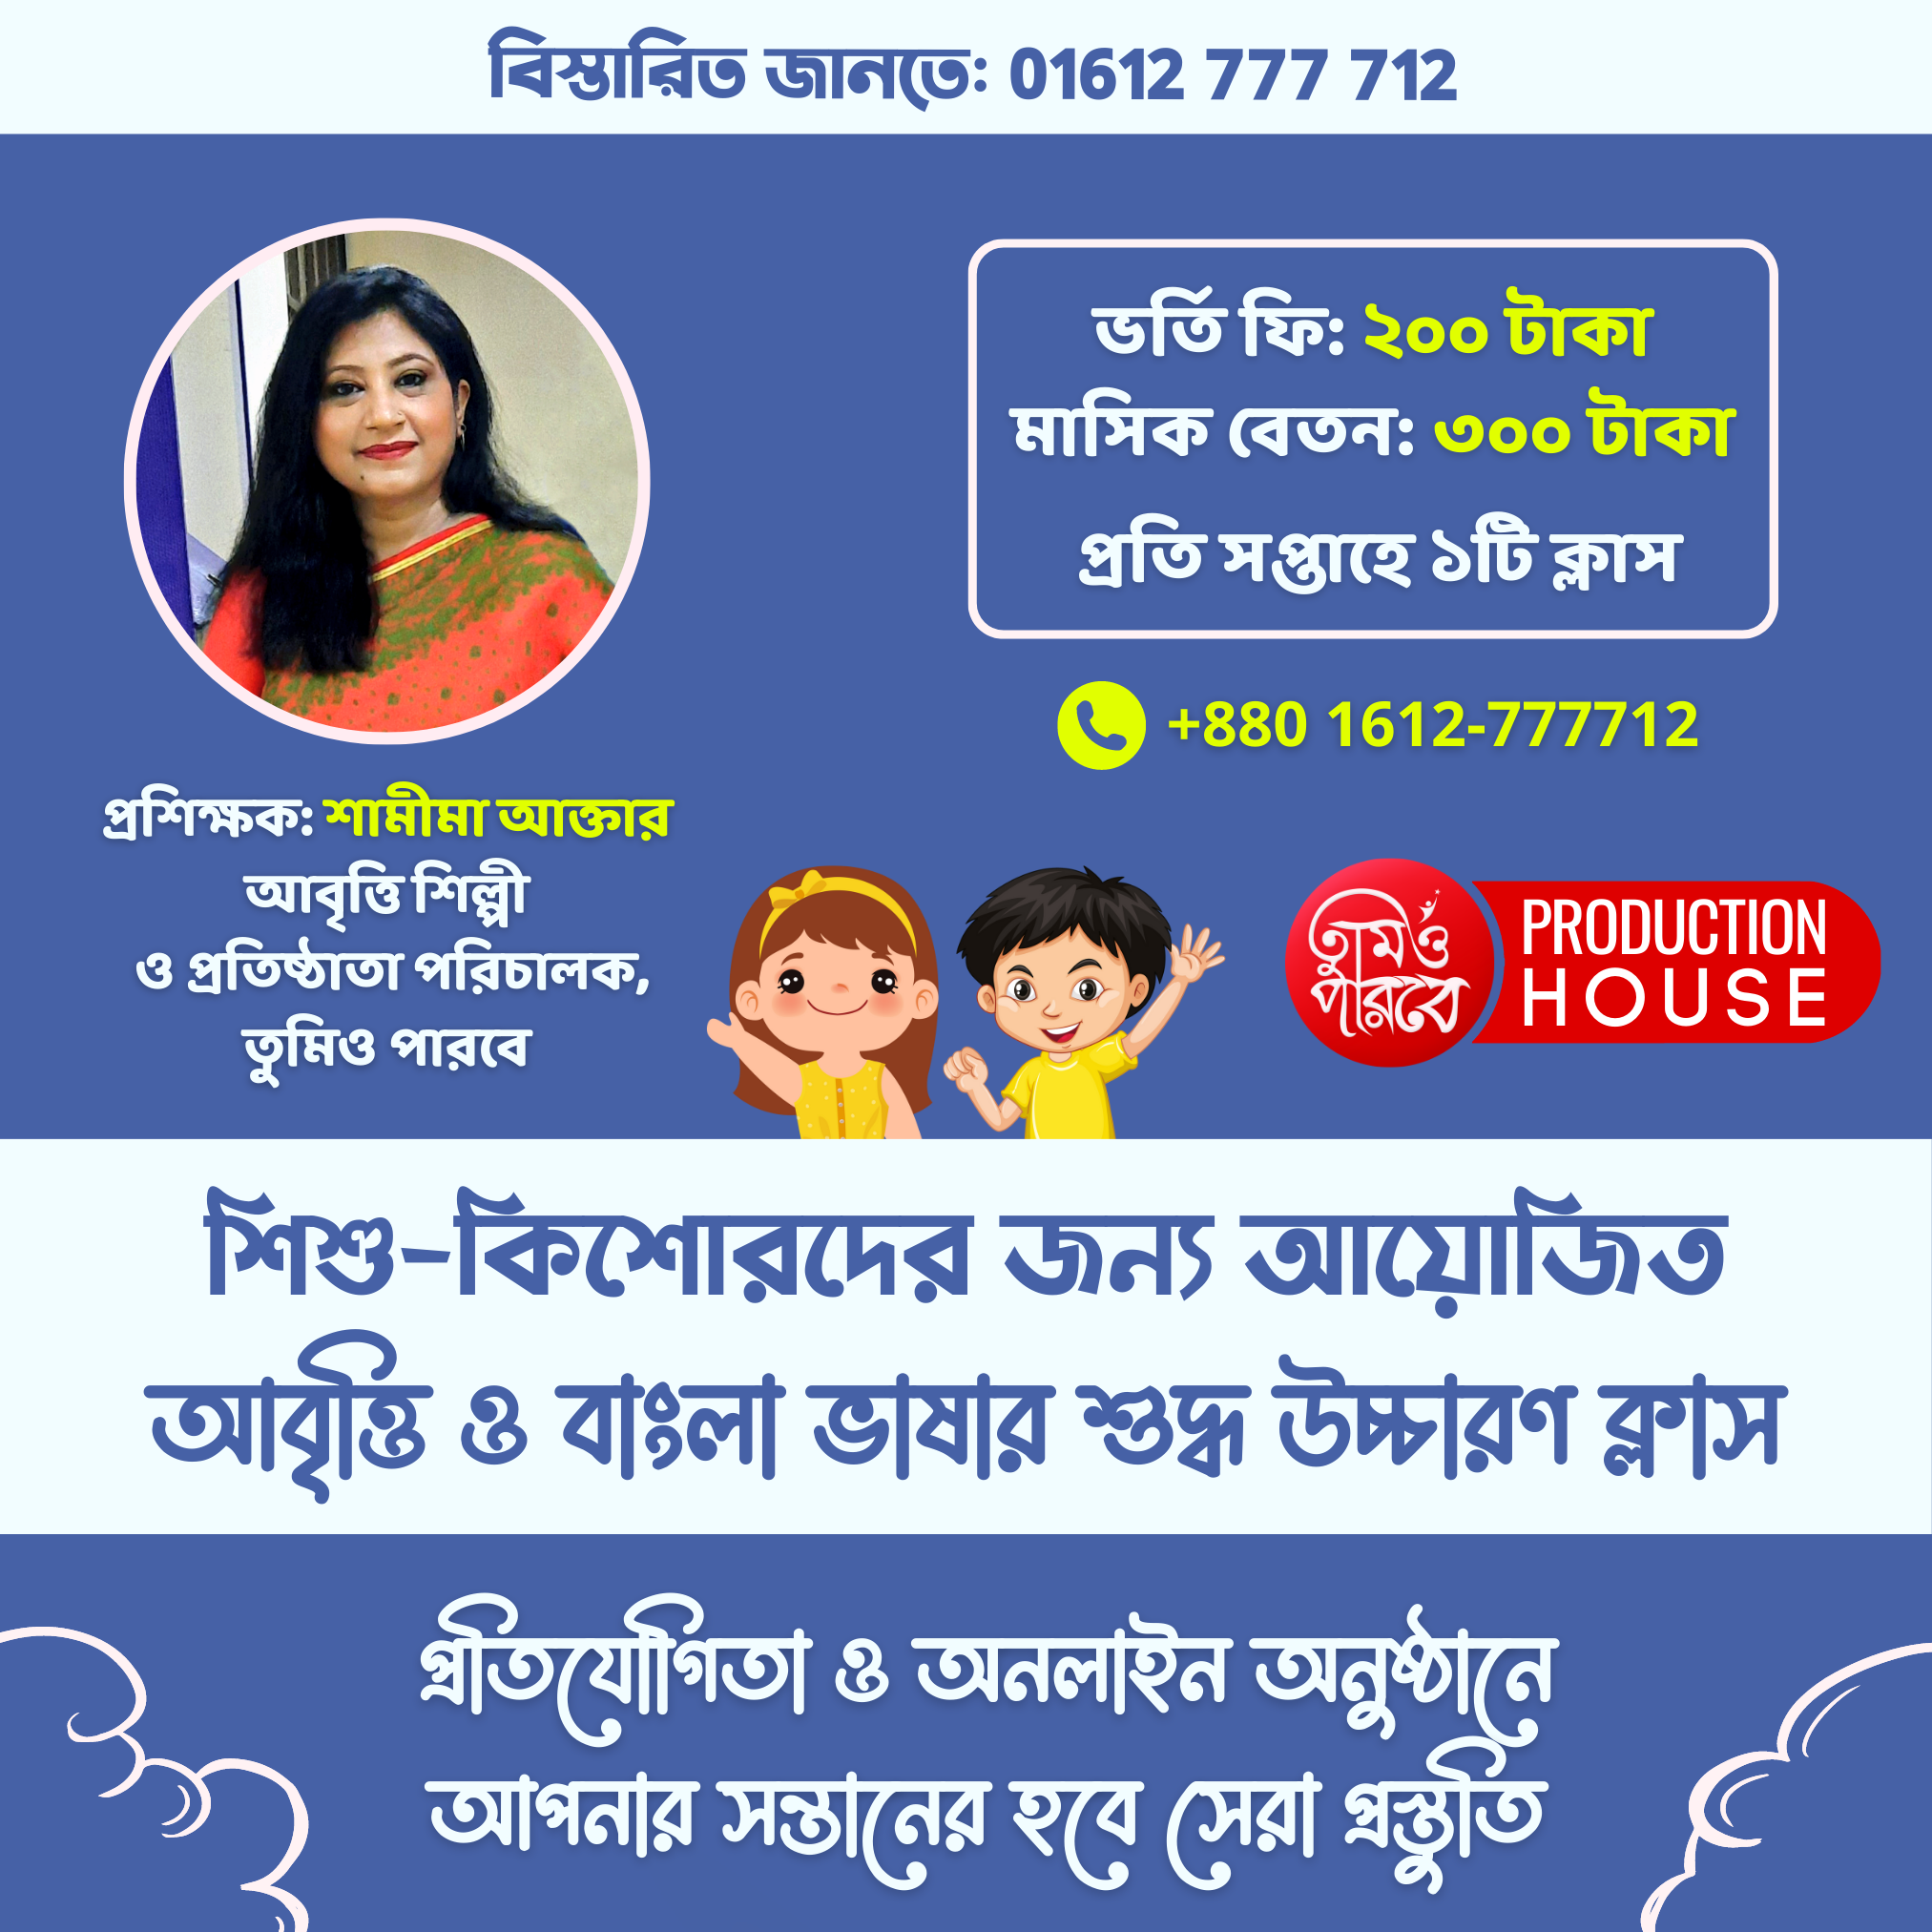 বিস্তারিত জানতে: 01612 777 712
ভর্তি ফি: ২০০ টাকা
মাসিক বেতন: ৩০০ টাকা
প্রতি সপ্তাহে ১টি ক্লাস
+880 1612-777712
প্রশিক্ষক: শামীমা আক্তার
আবৃত্তি শিল্পী
ও প্রতিষ্ঠাতা পরিচালক,
তুমিও পারবে
তুমিও
পারবে
PRODUCTION
HOUSE
শিশু-কিশোরদের জন্য আয়োজিত
আবৃত্তি ও বাংলা ভাষার শুদ্ধ উচ্চারণ ক্লাস
প্রতিযোগিতা ও অনলাইন অনুষ্ঠানে
আপনার সন্তানের হবে সেরা প্রস্তুতি